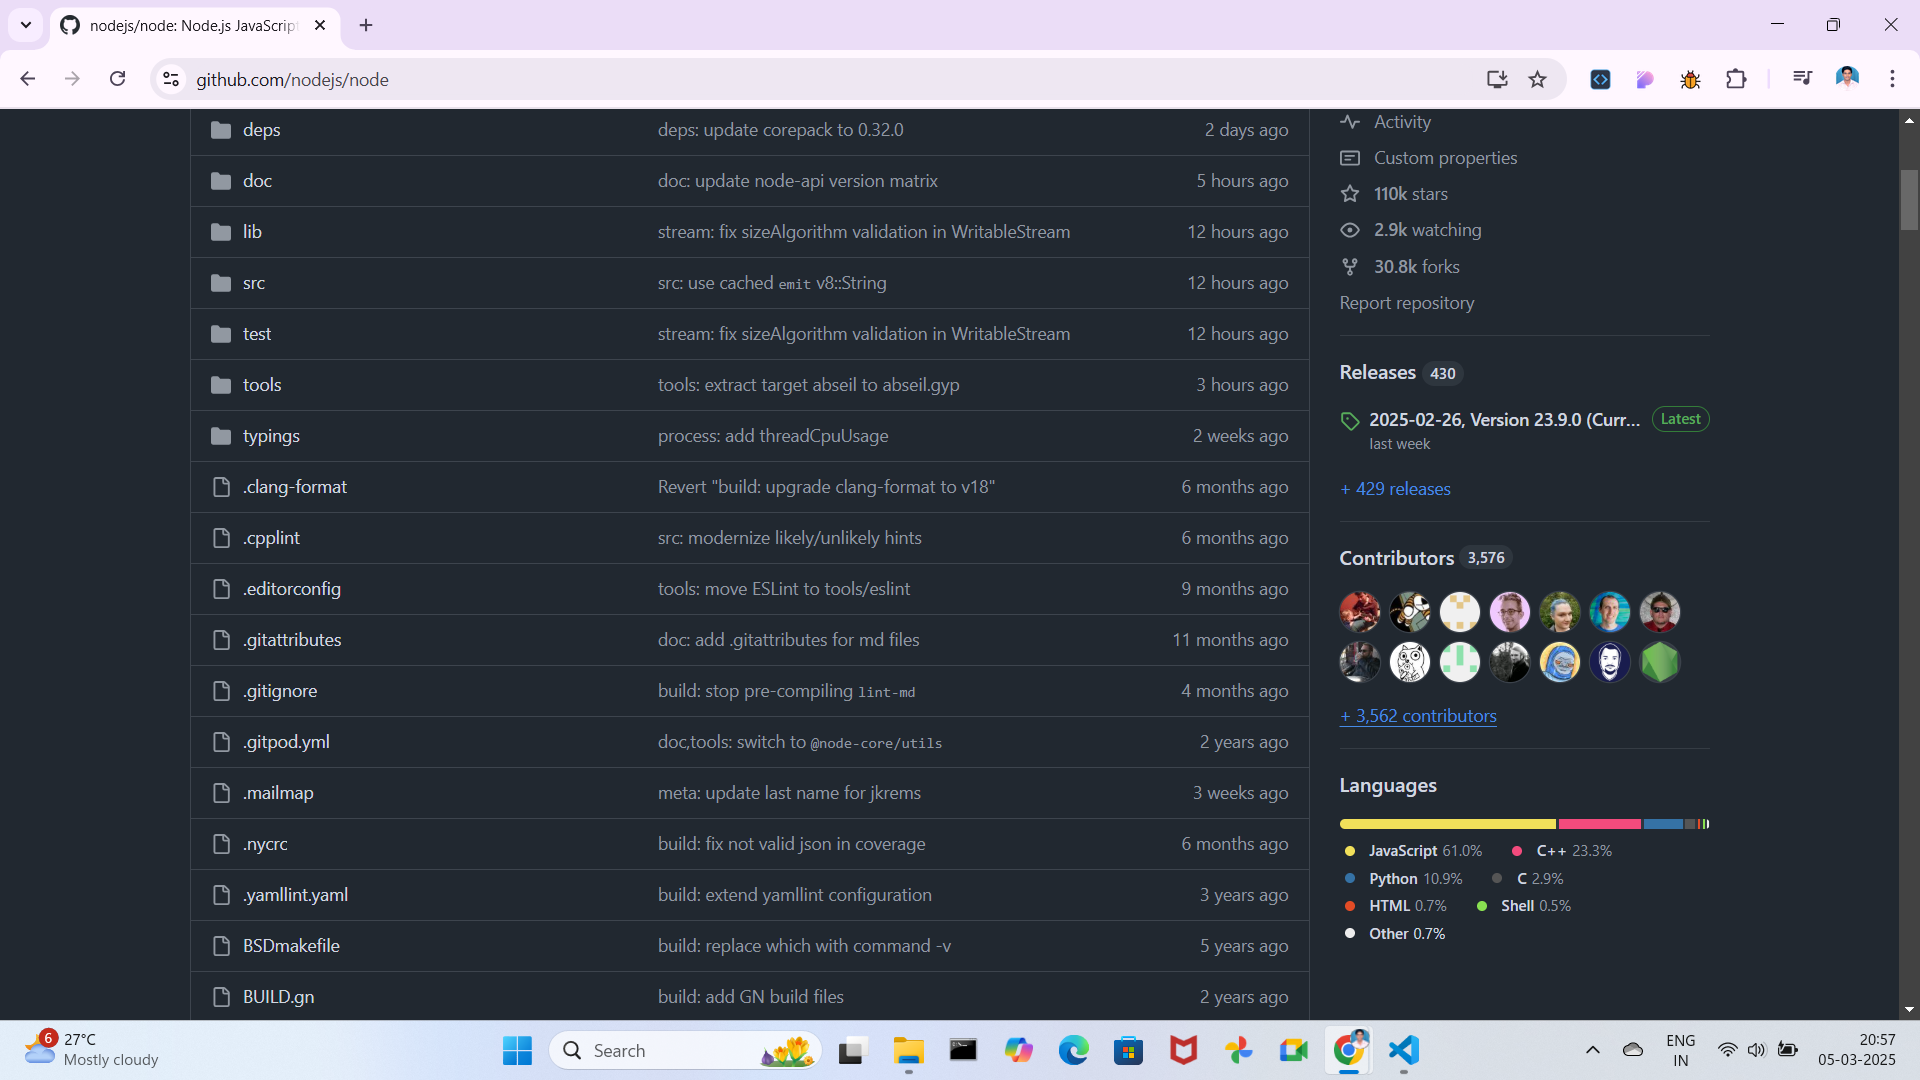 nodejs/node: Node.js JavaScrip
github.com/nodejs/node
deps deps: update corepack to 0.32.0 2 days ago
doc doc: update node-api version matrix 5 hours ago
lib stream: fix sizeAlgorithm validation in WritableStream 12 hours ago
src src: use cached emit v8::String 12 hours ago
test stream: fix sizeAlgorithm validation in WritableStream 12 hours ago
tools tools: extract target abseil to abseil.gyp 3 hours ago
typings process: add threadCpuUsage 2 weeks ago
.clang-format Revert "build: upgrade clang-format to v18" 6 months ago
.cpplint src: modernize likely/unlikely hints 6 months ago
.editorconfig tools: move ESLint to tools/eslint 9 months ago
.gitattributes doc: add .gitattributes for md files 11 months ago
.gitignore build: stop pre-compiling lint-md 4 months ago
.gitpod.yml doc,tools: switch to @node-core/utils 2 years ago
.mailmap meta: update last name for jkrems 3 weeks ago
.nycrc build: fix not valid json in coverage 6 months ago
.yamllint.yaml build: extend yamllint configuration 3 years ago
BSDmakefile build: replace which with command -v 5 years ago
BUILD.gn build: add GN build files 2 years ago
Activity
Custom properties
110k stars
2.9k watching
30.8k forks
Report repository
Releases 430
2025-02-26, Version 23.9.0 (Curr... Latest
last week
+ 429 releases
Contributors 3,576
+ 3,562 contributors
Languages
JavaScript 61.0% C++ 23.3%
Python 10.9% C 2.9%
HTML 0.7% Shell 0.5%
Other 0.7%
6
27°C
Mostly cloudy
Search
ENG
IN
20:57
05-03-2025